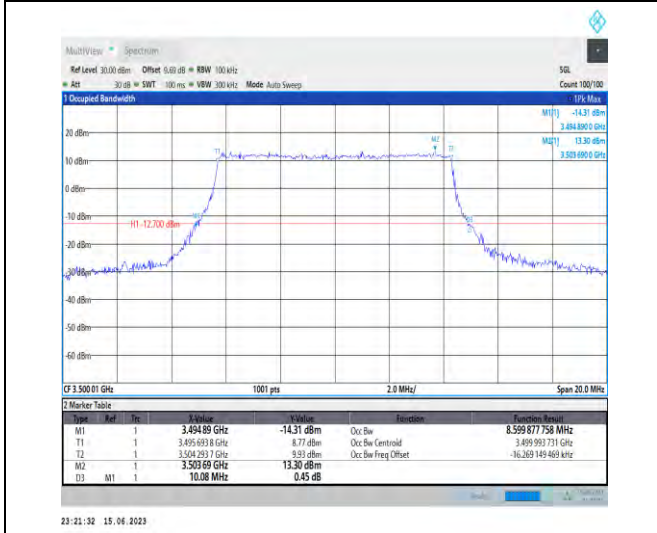 MultiView Spectrum
Ref Level 30.00 dBm Offset 9.69 dB RBW 100 kHz SGL
Att 30 dB SWT 100 ms VBW 300 kHz Mode Auto Sweep Count 100/100
1 Occupied Bandwidth 1Pk Max
M1[1] -14.31 dBm
3.494 890 0 GHz
M2[1] 13.30 dBm
3.503 690 0 GHz
20 dBm
M2
T1
10 dBm
0 dBm
-10 dBm
H1 -12.700 dBm
-20 dBm
-30 dBm
-40 dBm
-50 dBm
-60 dBm
CF 3.500 01 GHz 1001 pts 2.0 MHz/ Span 20.0 MHz
2 Marker Table
Type Ref Trc X-Value Y-Value Function Function Result
M1 1 3.494 89 GHz -14.31 dBm Occ Bw 8.599 877 758 MHz
T1 1 3.495 693 8 GHz 8.77 dBm Occ Bw Centroid 3.499 993 731 GHz
T2 1 3.504 293 7 GHz 9.93 dBm Occ Bw Freq Offset -16.269 149 469 kHz
M2 1 3.503 69 GHz 13.30 dBm
D3 M1 1 10.08 MHz 0.45 dB
23:21:32 15.06.2023